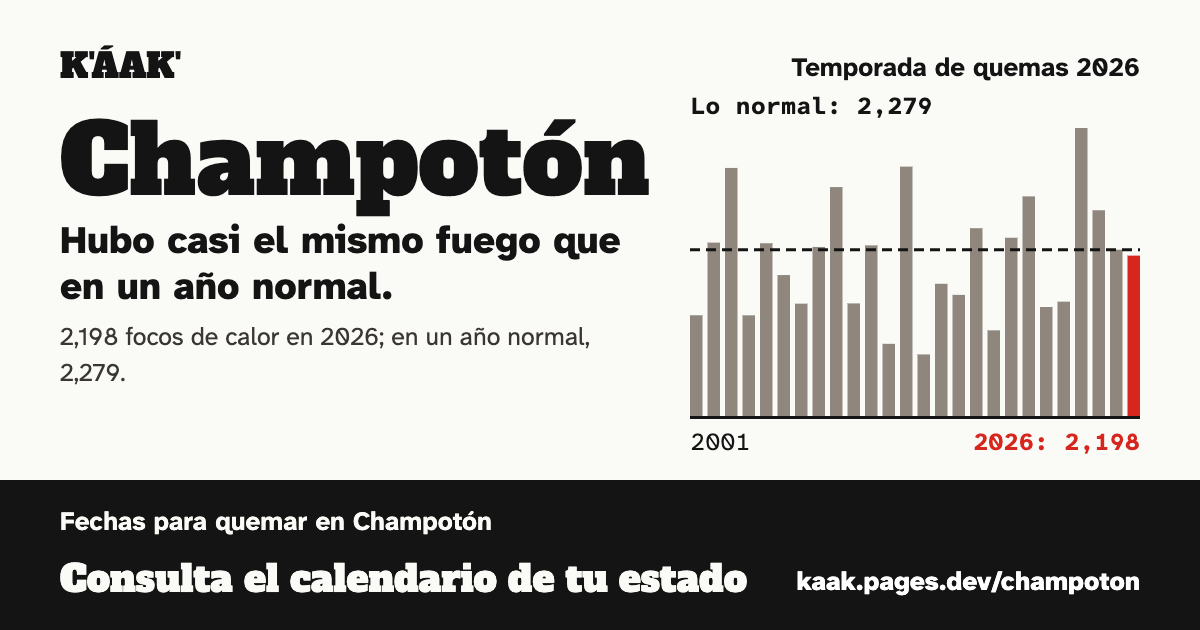 K'ÁAK'
Champotón
Hubo casi el mismo fuego que
en un año normal.
2,198 focos de calor en 2026; en un año normal,
2,279.
Temporada de quemas 2026
Lo normal: 2,279
2001
2026: 2,198
Fechas para quemar en Champotón
Consulta el calendario de tu estado
kaak.pages.dev/champoton